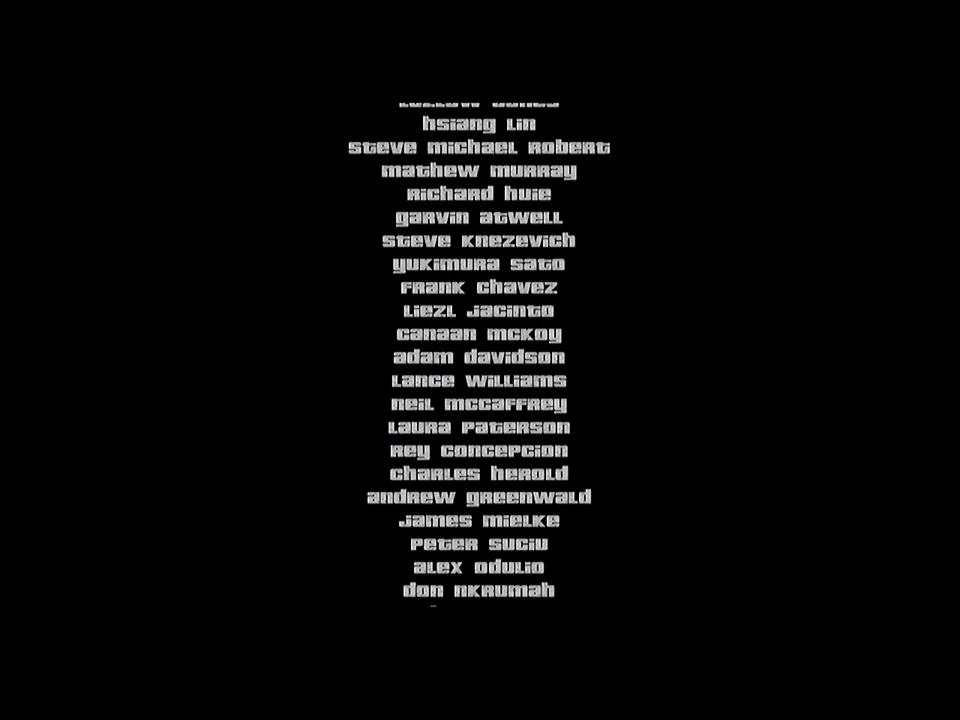 hsiang Lin
steve michael Robert
mathew murray
Richard huie
garvin atwell
steve knezevich
yukimura sato
frank chavez
Liezl jacinto
canaan mckoy
adam davidson
Lance williams
neil mccaffrey
Laura Paterson
Rey concepcion
charles herold
andrew greenwald
james mielke
Peter suciu
alex odulio
don nkrumah